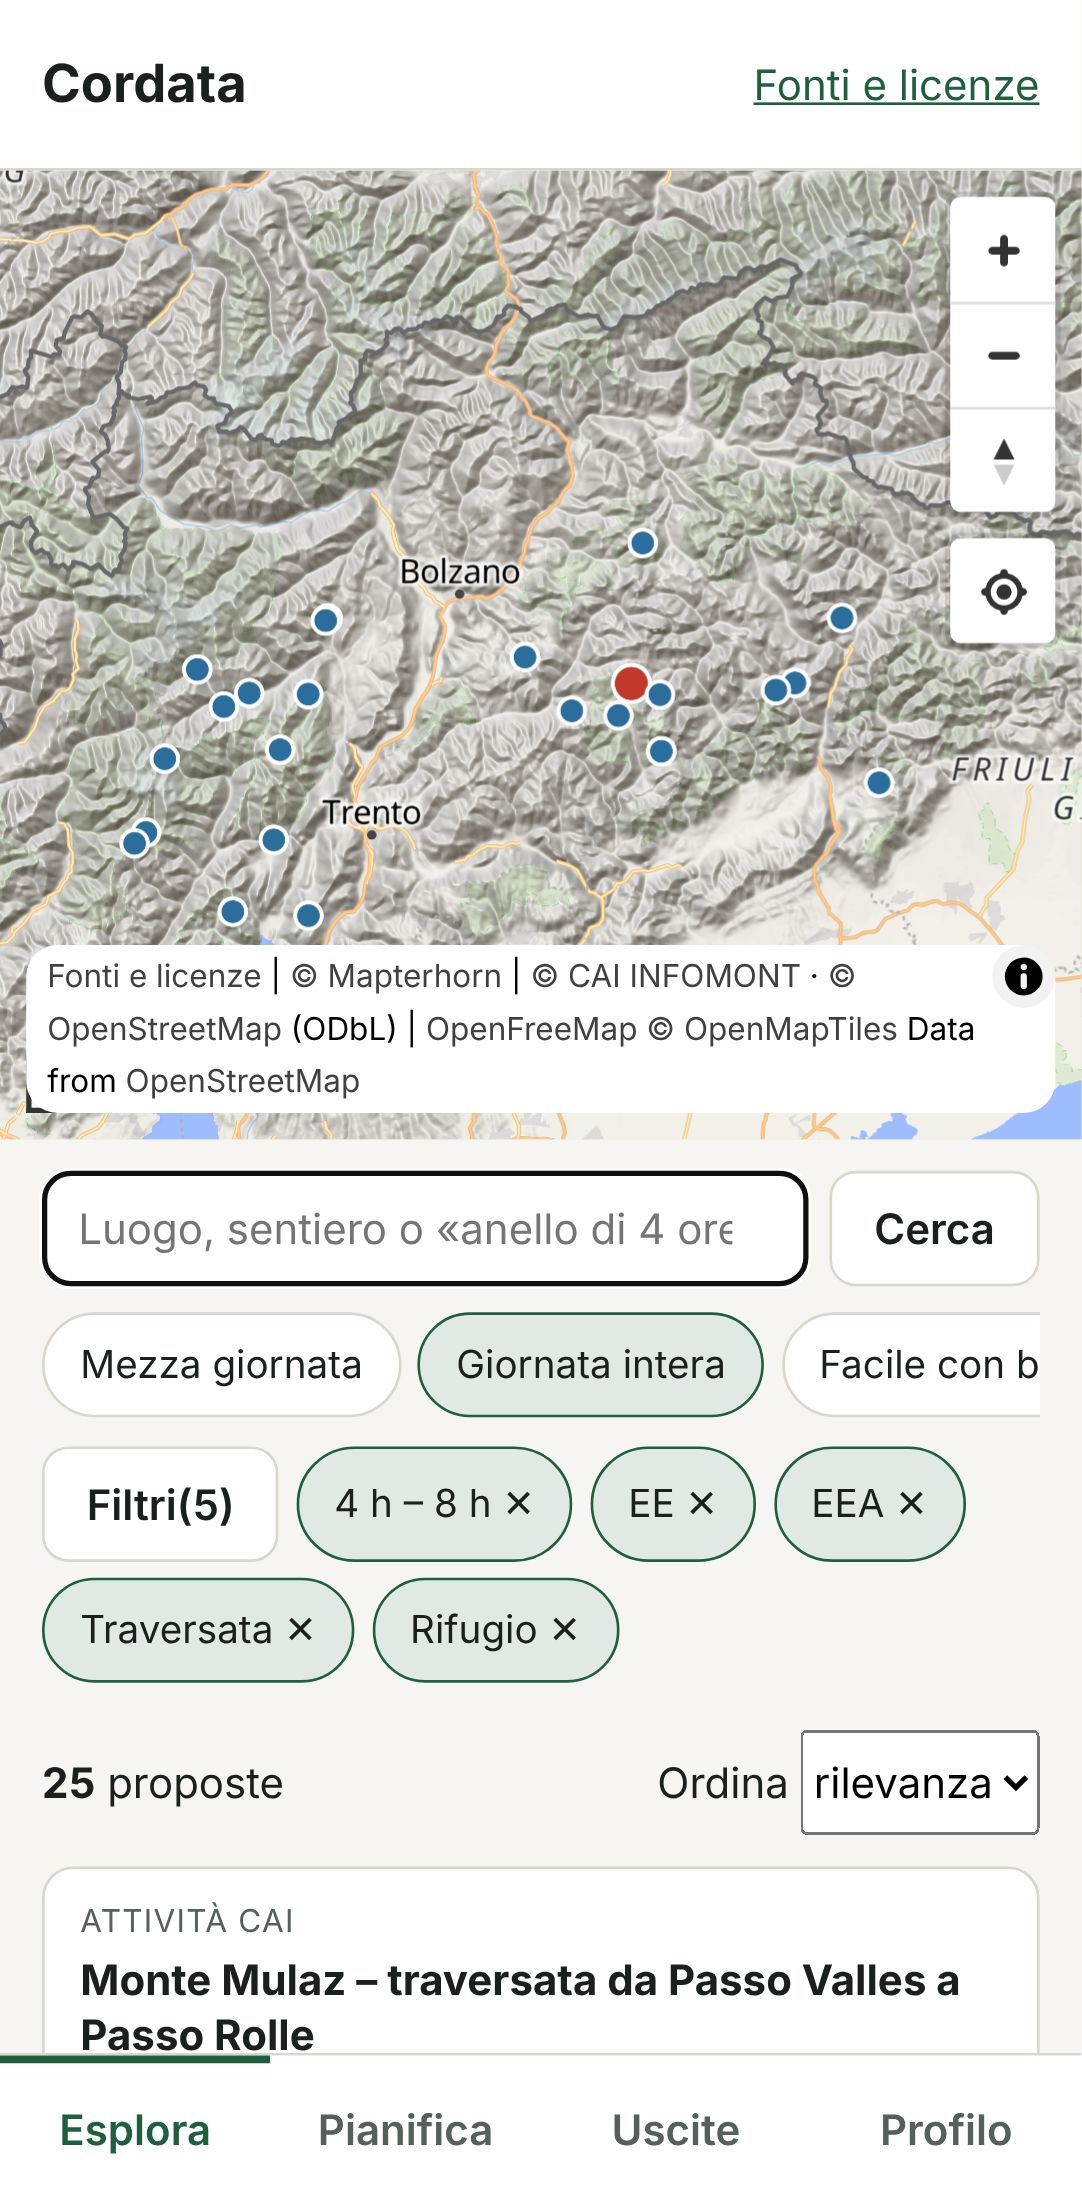 Cordata
Fonti e licenze
G
Bolzano
Trento
FRIULI
G
Fonti e licenze | © Mapterhorn | © CAI INFOMONT · ©
OpenStreetMap (ODbL) | OpenFreeMap © OpenMapTiles Data
from OpenStreetMap
Luogo, sentiero o «anello di 4 ore
Cerca
Mezza giornata
Giornata intera
Facile con b
Filtri(5)
4 h – 8 h ✕
EE ✕
EEA ✕
Traversata ✕
Rifugio ✕
25 proposte
Ordina
rilevanza
ATTIVITÀ CAI
Monte Mulaz – traversata da Passo Valles a
Passo Rolle
Esplora
Pianifica
Uscite
Profilo